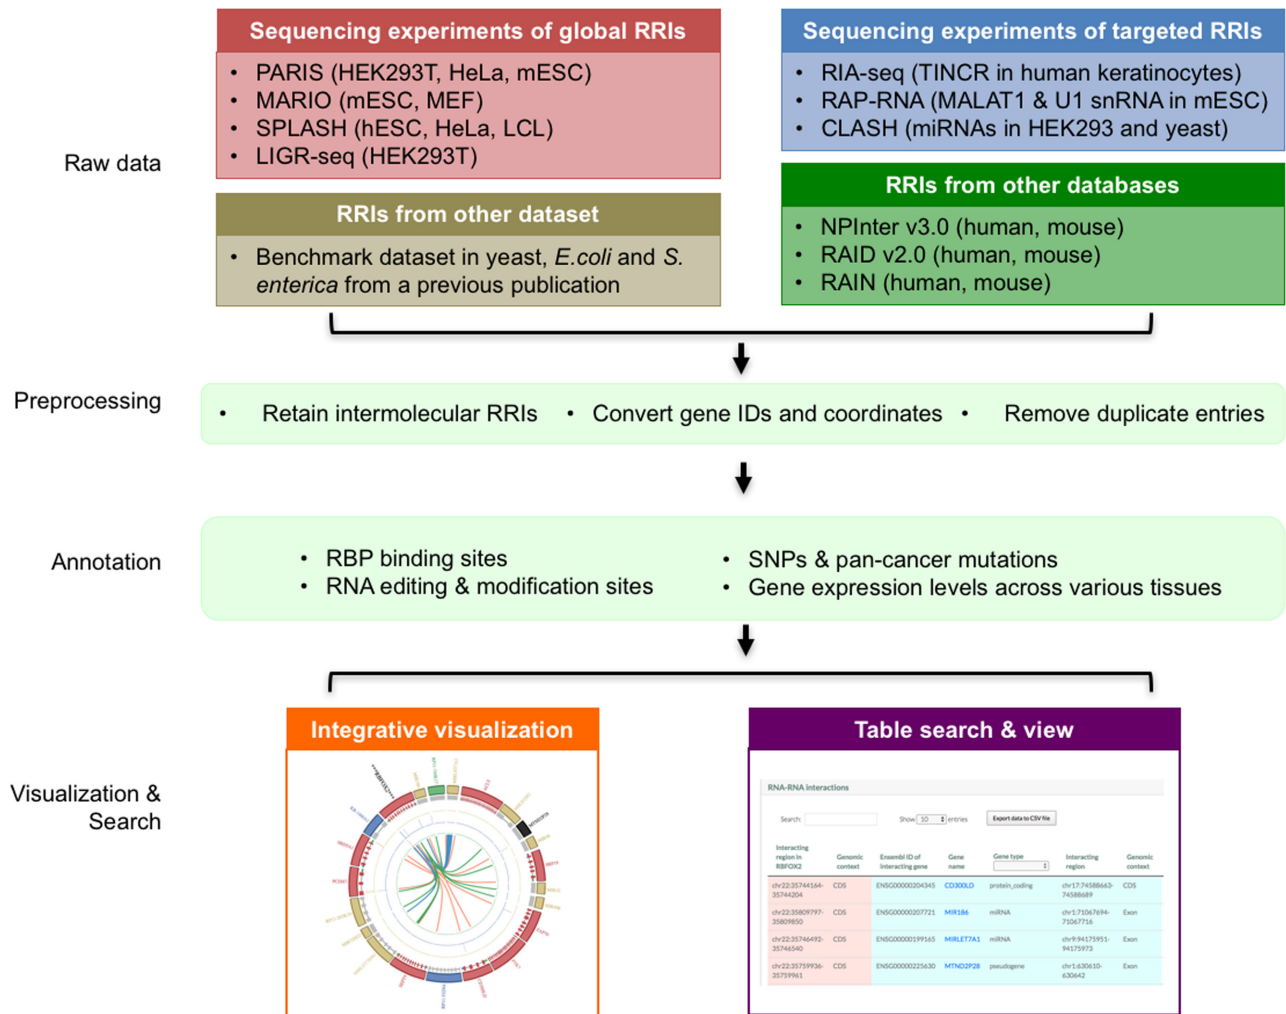 Sequencing experiments of global RRIs
• PARIS (HEK293T, HeLa, mESC)
• MARIO (mESC, MEF)
• SPLASH (hESC, HeLa, LCL)
• LIGR-seq (HEK293T)
Sequencing experiments of targeted RRIs
• RIA-seq (TINCR in human keratinocytes)
• RAP-RNA (MALAT1 & U1 snRNA in mESC)
• CLASH (miRNAs in HEK293 and yeast)
Raw data
RRIs from other dataset
• Benchmark dataset in yeast, E.coli and S.
enterica from a previous publication
RRIs from other databases
• NPInter v3.0 (human, mouse)
• RAID v2.0 (human, mouse)
• RAIN (human, mouse)
Preprocessing
• Retain intermolecular RRIs • Convert gene IDs and coordinates • Remove duplicate entries
Annotation
• RBP binding sites
• RNA editing & modification sites
• SNPs & pan-cancer mutations
• Gene expression levels across various tissues
Visualization &
Search
Integrative visualization
Table search & view
RNA-RNA interactions
Search: Show 10 entries Export data to CSV file
Interacting
region in
RBFOX2
Genomic
context
Ensembl ID of
interacting gene
Gene
name
Gene type
Interacting
region
Genomic
context
chr22:35744164-
35744204
CDS
ENSG00000204345
CD300LD
protein_coding
chr17:74588663-
74588689
CDS
chr22:35809797-
35809850
CDS
ENSG00000207721
MIR186
miRNA
chr1:71067694-
71067716
Exon
chr22:35746492-
35746540
CDS
ENSG00000199165
MIRLET7A1
miRNA
chr9:94175951-
94175973
Exon
chr22:35759936-
35759961
CDS
ENSG00000225630
MTND2P28
pseudogene
chr1:630610-
630642
Exon